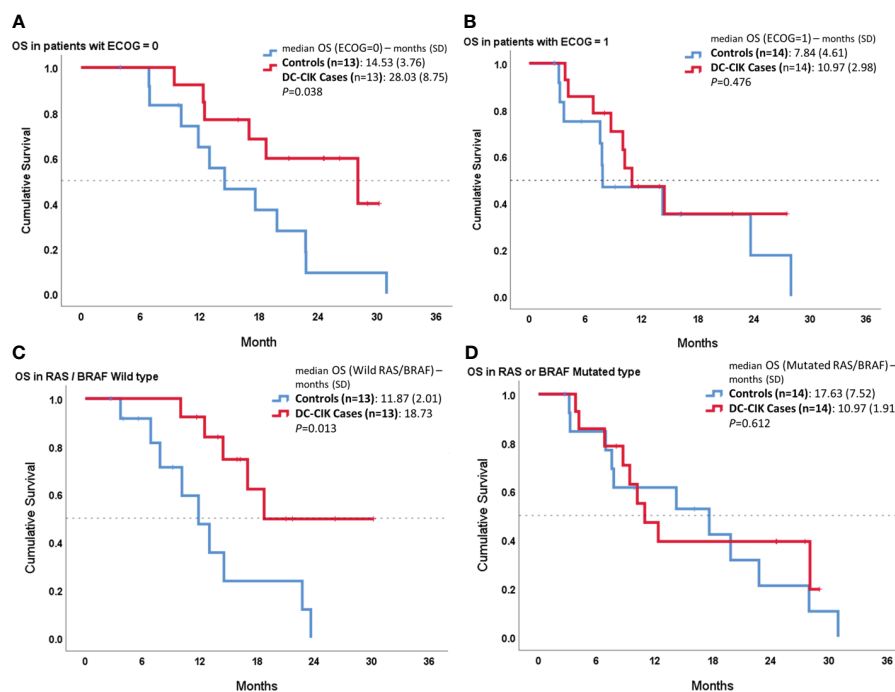 A
OS in patients wit ECOG = 0
median OS (ECOG=0) – months (SD)
Controls (n=13): 14.53 (3.76)
DC-CIK Cases (n=13): 28.03 (8.75)
P=0.038
Cumulative Survival
1.0
0.8
0.6
0.4
0.2
0.0
0 6 12 18 24 30 36
Month
B
OS in patients with ECOG = 1
median OS (ECOG=1) – months (SD)
Controls (n=14): 7.84 (4.61)
DC-CIK Cases (n=14): 10.97 (2.98)
P=0.476
Cumulative Survival
1.0
0.8
0.6
0.4
0.2
0.0
0 6 12 18 24 30 36
Months
C
OS in RAS / BRAF Wild type
median OS (Wild RAS/BRAF) –
months (SD)
Controls (n=13): 11.87 (2.01)
DC-CIK Cases (n=13): 18.73
P=0.013
Cumulative Survival
1.0
0.8
0.6
0.4
0.2
0.0
0 6 12 18 24 30 36
Months
D
OS in RAS or BRAF Mutated type
median OS (Mutated RAS/BRAF) –
months (SD)
Controls (n=14): 17.63 (7.52)
DC-CIK Cases (n=14): 10.97 (1.91
P=0.612
Cumulative Survival
1.0
0.8
0.6
0.4
0.2
0.0
0 6 12 18 24 30 36
Months